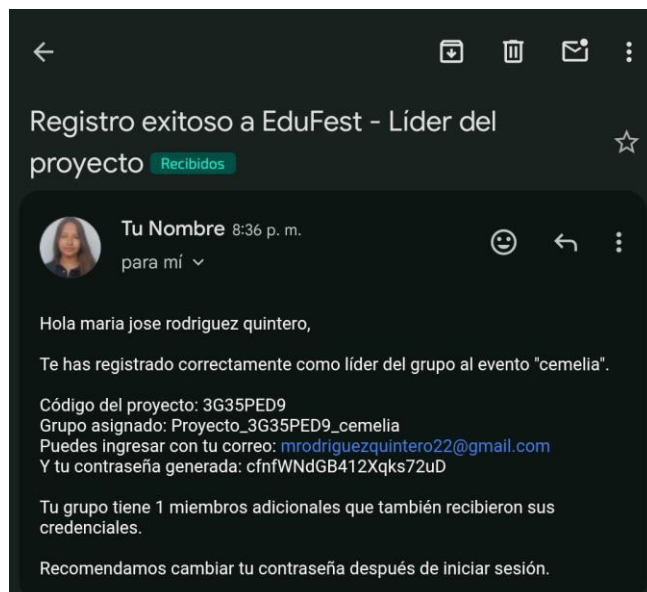 Registro exitoso a EduFest - Líder del
proyecto Recibidos
Tu Nombre 8:36 p. m.
para mí
Hola maria jose rodriguez quintero,
Te has registrado correctamente como líder del grupo al evento "cemelia".
Código del proyecto: 3G35PED9
Grupo asignado: Proyecto_3G35PED9_cemelia
Puedes ingresar con tu correo: mrodriguezquintero22@gmail.com
Y tu contraseña generada: cfnfWNdGB412Xqks72uD
Tu grupo tiene 1 miembros adicionales que también recibieron sus
credenciales.
Recomendamos cambiar tu contraseña después de iniciar sesión.